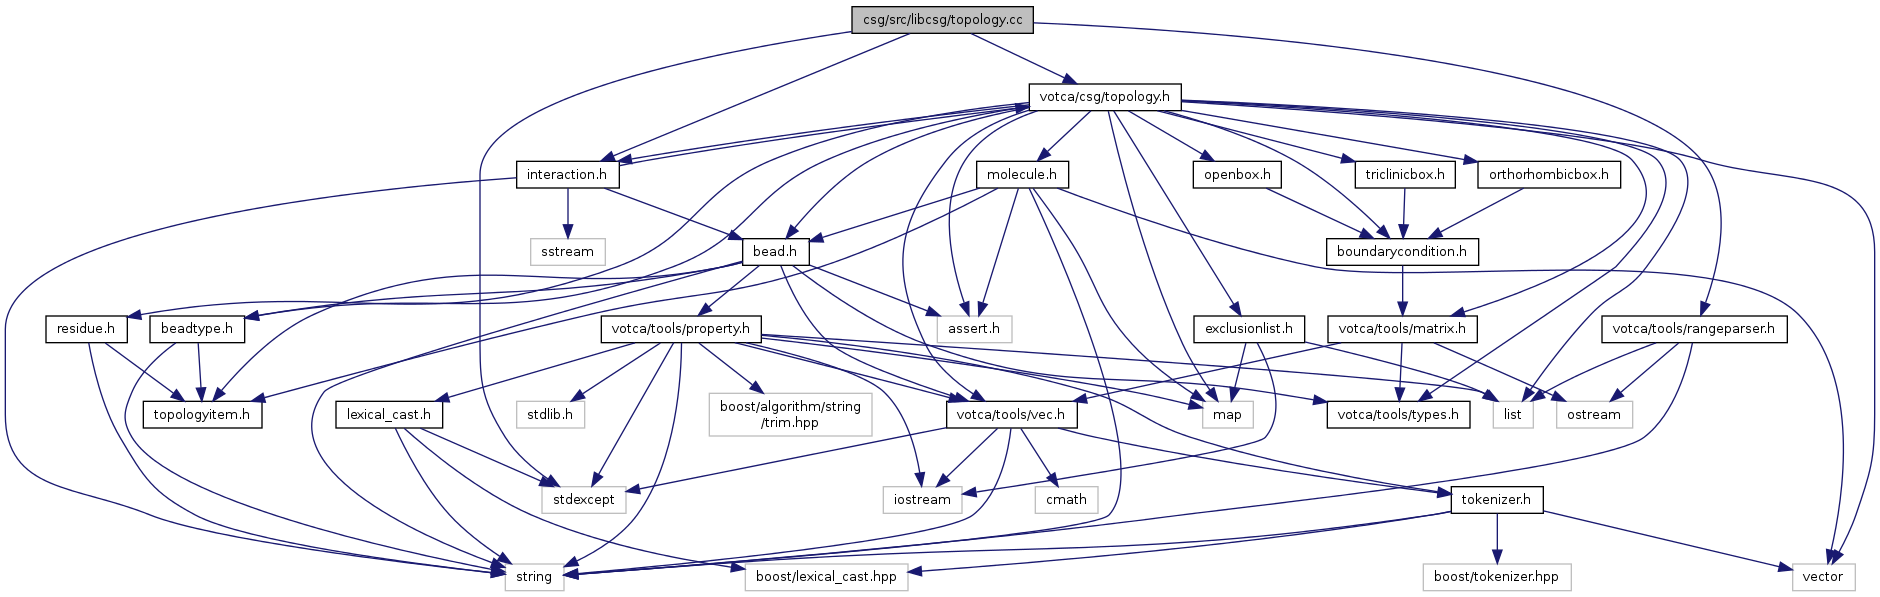 csg/src/libcsg/topology.cc
votca/csg/topology.h
interaction.h
molecule.h
openbox.h
triclinicbox.h
orthorhombicbox.h
sstream
bead.h
boundarycondition.h
residue.h
beadtype.h
votca/tools/property.h
assert.h
exclusionlist.h
votca/tools/matrix.h
votca/tools/rangeparser.h
topologyitem.h
lexical_cast.h
stdlib.h
boost/algorithm/string
/trim.hpp
votca/tools/vec.h
map
votca/tools/types.h
list
ostream
stdexcept
iostream
cmath
tokenizer.h
string
boost/lexical_cast.hpp
boost/tokenizer.hpp
vector